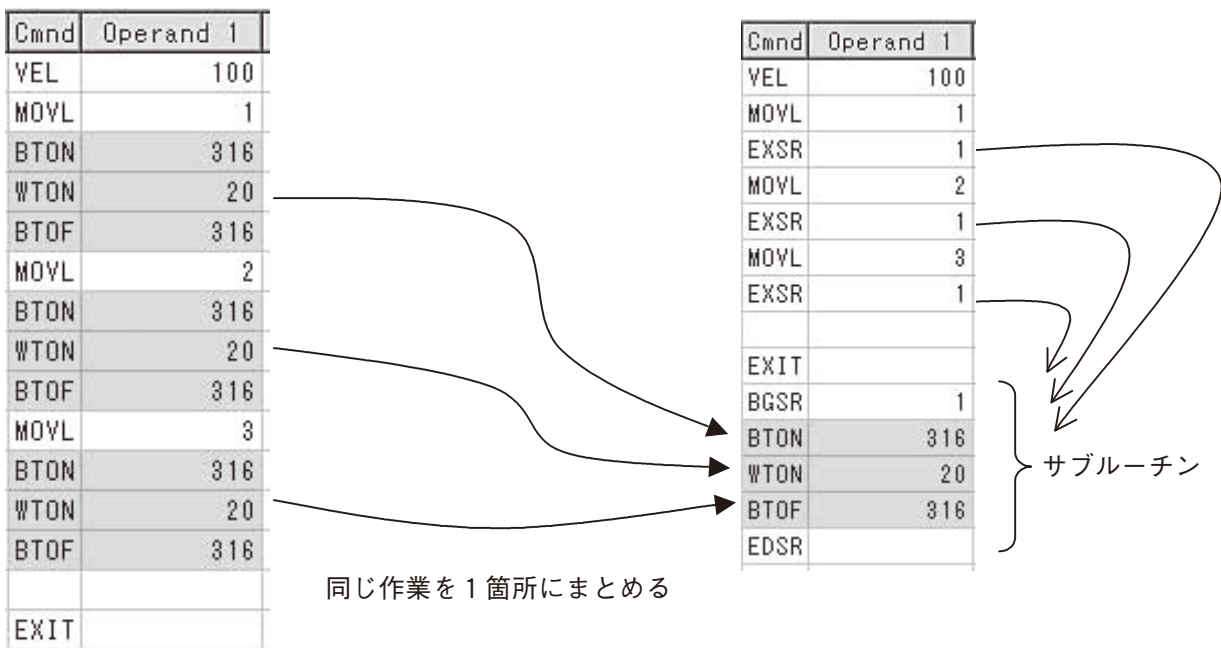 Cmnd Operand 1
VEL 100
MOVL 1
BTON 316
WTON 20
BTOF 316
MOVL 2
BTON 316
WTON 20
BTOF 316
MOVL 3
BTON 316
WTON 20
BTOF 316
EXIT
Cmnd Operand 1
VEL 100
MOVL 1
EXSR 1
MOVL 2
EXSR 1
MOVL 3
EXSR 1
EXIT
BGSR 1
BTON 316
WTON 20
BTOF 316
EDSR
サブルーチン
同じ作業を1箇所にまとめる